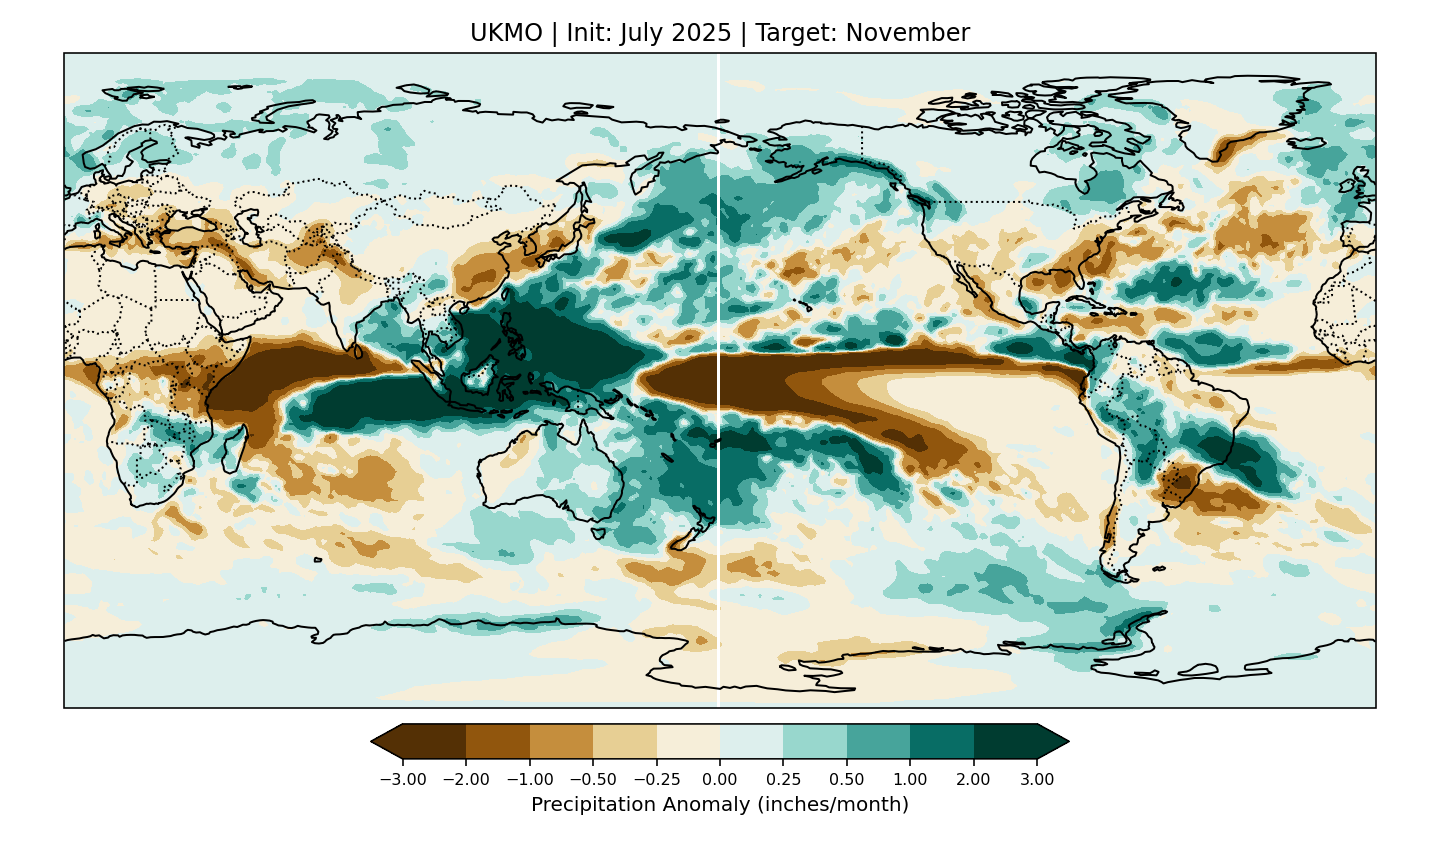 UKMO | Init: July 2025 | Target: November
−3.00 −2.00 −1.00 −0.50 −0.25 0.00 0.25 0.50 1.00 2.00 3.00
Precipitation Anomaly (inches/month)